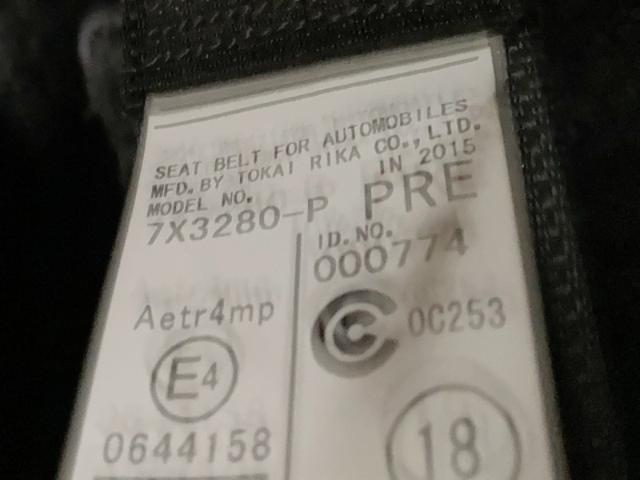 SEAT BELT FOR AUTOMOBILES
MFD. BY TOKAI RIKA CO., LTD.
MODEL NO. IN 2015
7X3280-P PRE
ID.NO.
000774
Aetr4mp
C 0C253
E4
18
0644158